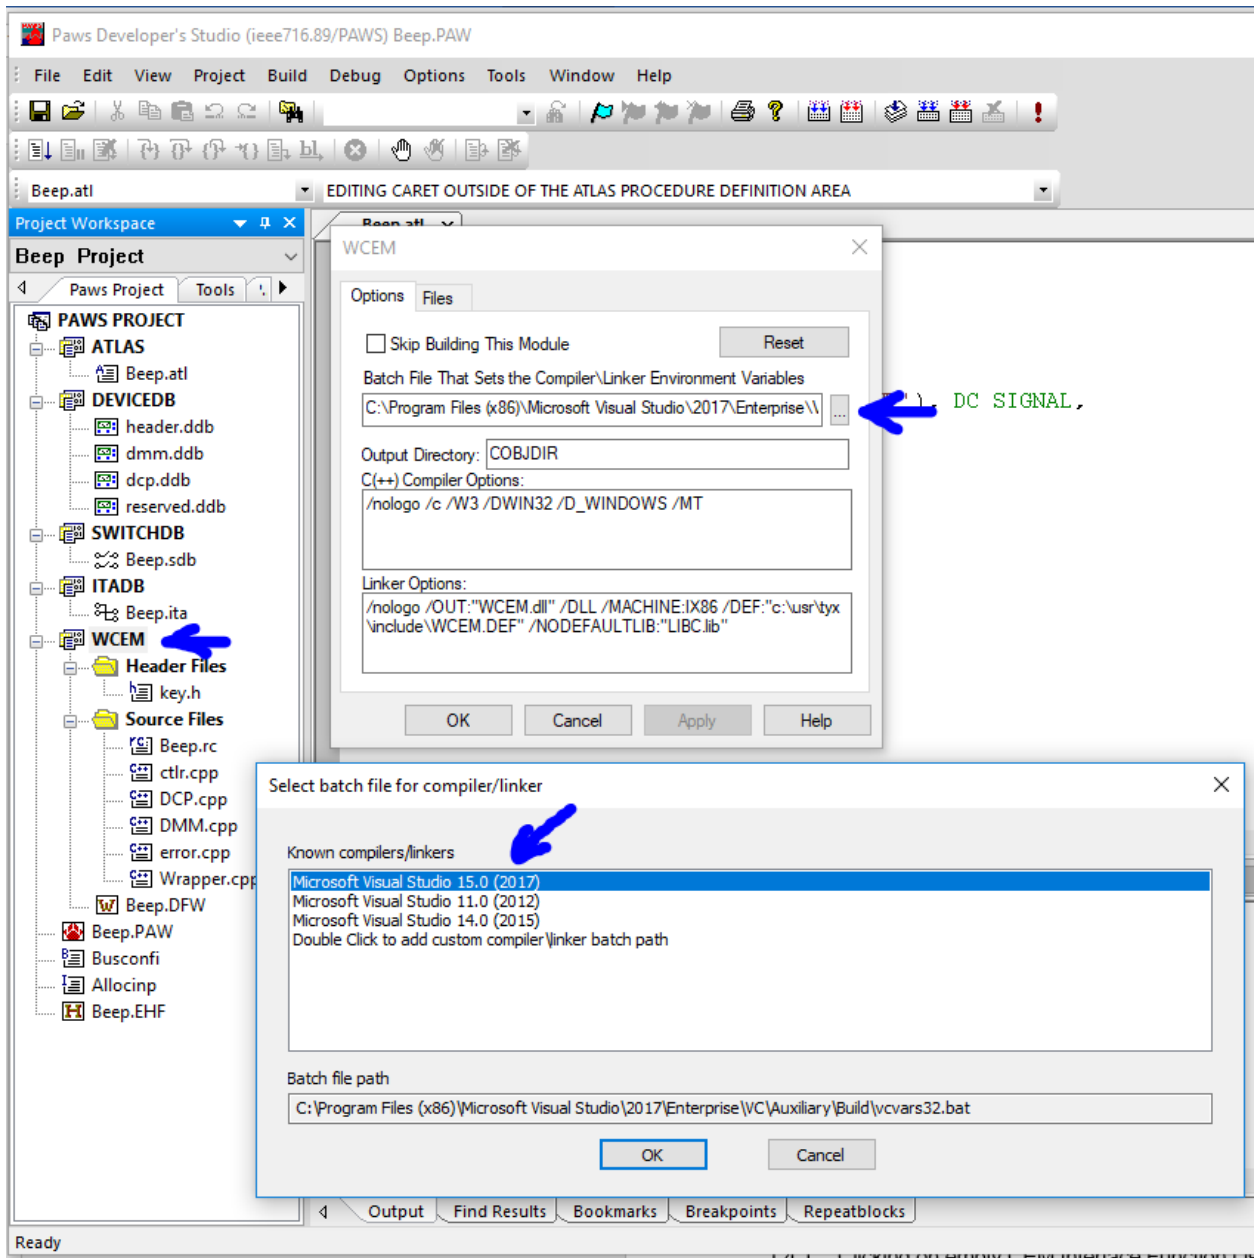 Paws Developer's Studio (ieee716.89/PAWS) Beep.PAW
File Edit View Project Build Debug Options Tools Window Help
Beep.atl
EDITING CARET OUTSIDE OF THE ATLAS PROCEDURE DEFINITION AREA
Project Workspace
Beep Project
Paws Project Tools
PAWS PROJECT
ATLAS
Beep.atl
DEVICEDB
header.ddb
dmm.ddb
dcp.ddb
reserved.ddb
SWITCHDB
Beep.sdb
ITADB
Beep.ita
WCEM
Header Files
key.h
Source Files
Beep.rc
ctlr.cpp
DCP.cpp
DMM.cpp
error.cpp
Wrapper.cpp
Beep.DFW
Beep.PAW
Busconfi
Allocinp
Beep.EHF
Beep.atl
DC SIGNAL,
WCEM
Options Files
Skip Building This Module
Reset
Batch File That Sets the Compiler\Linker Environment Variables
C:\Program Files (x86)\Microsoft Visual Studio\2017\Enterprise\\
...
Output Directory: COBJDIR
C(++) Compiler Options:
/nologo /c /W3 /DWIN32 /D_WINDOWS /MT
Linker Options:
/nologo /OUT:"WCEM.dll" /DLL /MACHINE:IX86 /DEF:"c:\usr\tyx
\include\WCEM.DEF" /NODEFAULTLIB:"LIBC.lib"
OK Cancel Apply Help
Select batch file for compiler/linker
Known compilers/linkers
Microsoft Visual Studio 15.0 (2017)
Microsoft Visual Studio 11.0 (2012)
Microsoft Visual Studio 14.0 (2015)
Double Click to add custom compiler\linker batch path
Batch file path
C:\Program Files (x86)\Microsoft Visual Studio\2017\Enterprise\VC\Auxiliary\Build\vcvars32.bat
OK Cancel
Output Find Results Bookmarks Breakpoints Repeatblocks
Ready